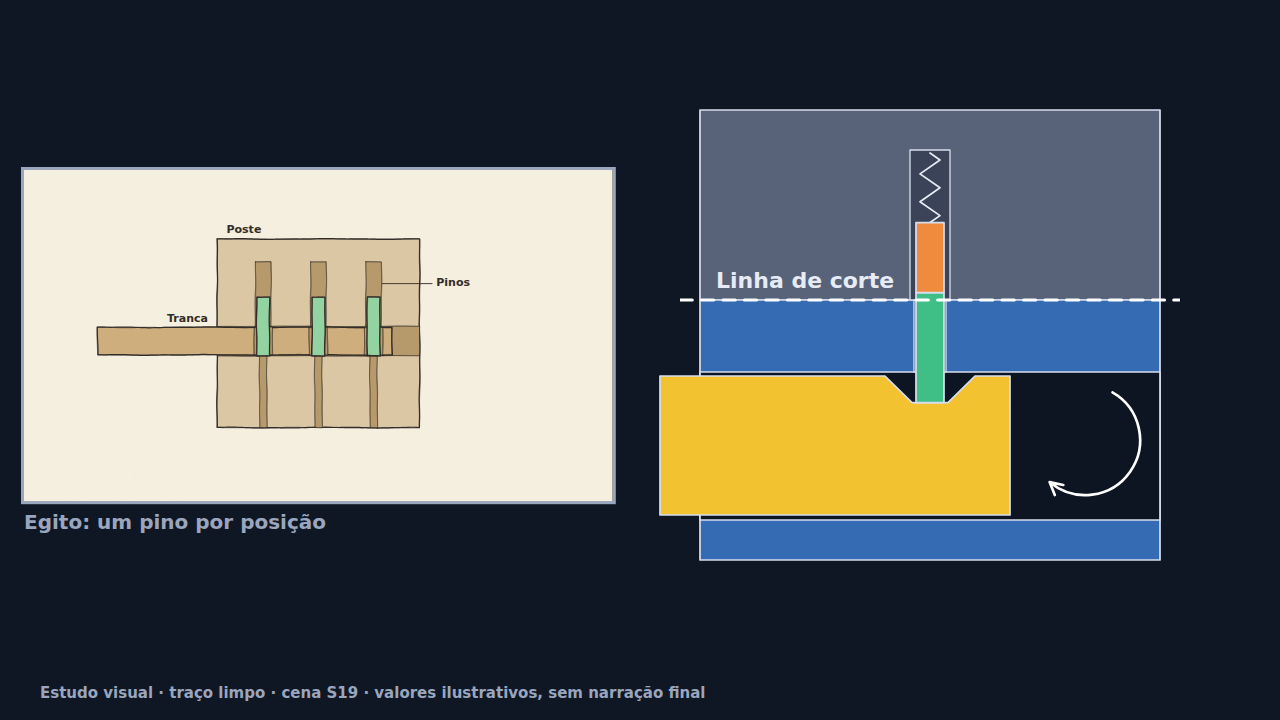 Poste
Pinos
Tranca
Egito: um pino por posição
Linha de corte
Estudo visual · traço limpo · cena S19 · valores ilustrativos, sem narração final